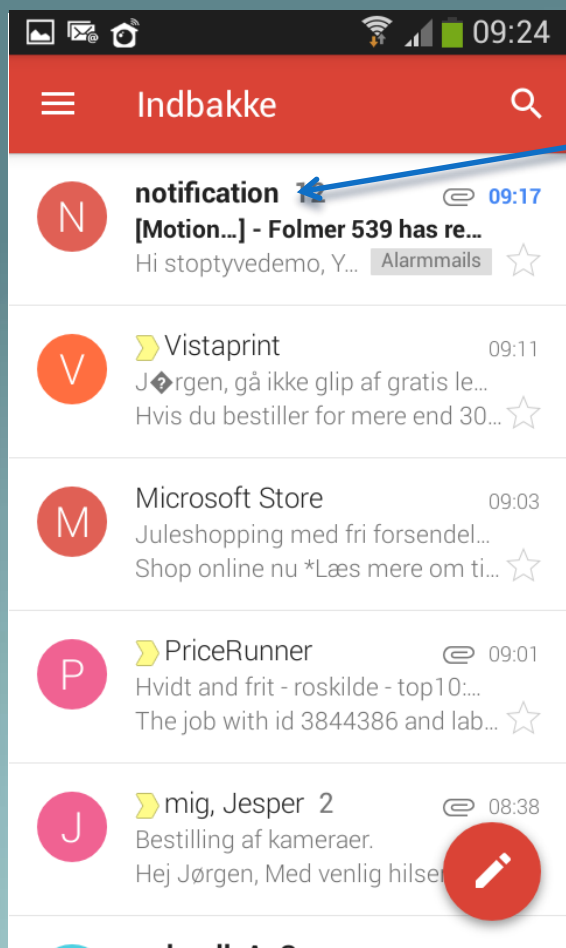 09:24
Indbakke
N
notification 12 09:17
[Motion...] - Folmer 539 has re...
Hi stoptyvedemo, Y... Alarmmails
V
Vistaprint 09:11
J�rgen, gå ikke glip af gratis le...
Hvis du bestiller for mere end 30...
M
Microsoft Store 09:03
Juleshopping med fri forsendel...
Shop online nu *Læs mere om ti...
P
PriceRunner 09:01
Hvidt and frit - roskilde - top10:...
The job with id 3844386 and lab...
J
mig, Jesper 2 08:38
Bestilling af kameraer.
Hej Jørgen, Med venlig hilsen